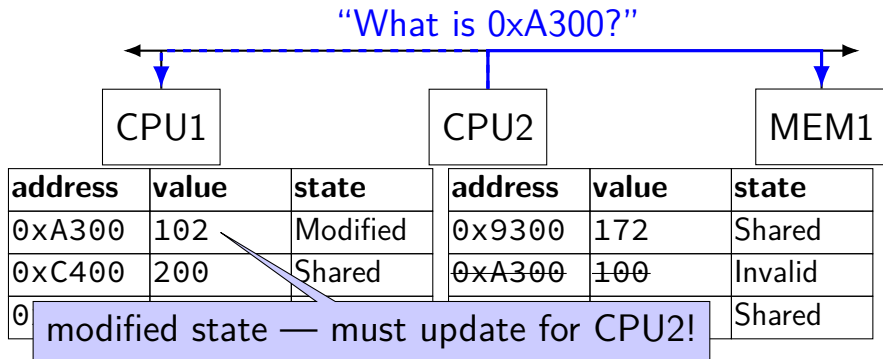 “What is 0xA300?”
CPU1 CPU2 MEM1
address value state address value state
0xA300 102 Modified 0x9300 172 Shared
0xC400 200 Shared 0xA300 100 Invalid
Shared
modified state — must update for CPU2!